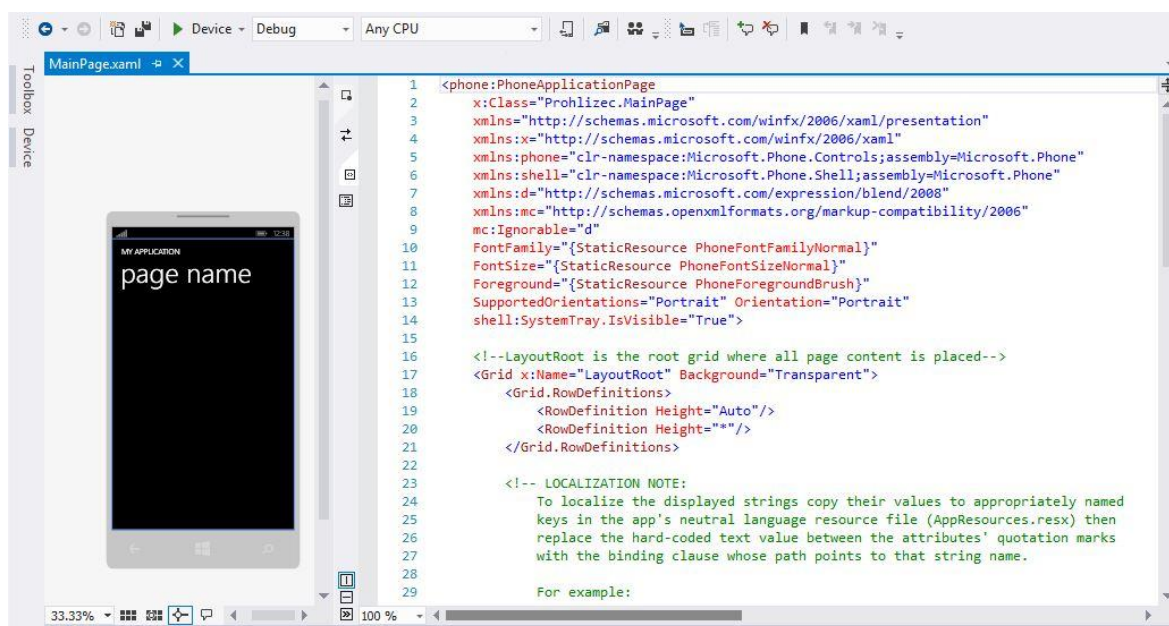 Device Debug Any CPU
MainPage.xaml
Toolbox
Device
12:38
MY APPLICATION
page name
1 <phone:PhoneApplicationPage
2 x:Class="Prohlizec.MainPage"
3 xmlns="http://schemas.microsoft.com/winfx/2006/xaml/presentation"
4 xmlns:x="http://schemas.microsoft.com/winfx/2006/xaml"
5 xmlns:phone="clr-namespace:Microsoft.Phone.Controls;assembly=Microsoft.Phone"
6 xmlns:shell="clr-namespace:Microsoft.Phone.Shell;assembly=Microsoft.Phone"
7 xmlns:d="http://schemas.microsoft.com/expression/blend/2008"
8 xmlns:mc="http://schemas.openxmlformats.org/markup-compatibility/2006"
9 mc:Ignorable="d"
10 FontFamily="{StaticResource PhoneFontFamilyNormal}"
11 FontSize="{StaticResource PhoneFontSizeNormal}"
12 Foreground="{StaticResource PhoneForegroundBrush}"
13 SupportedOrientations="Portrait" Orientation="Portrait"
14 shell:SystemTray.IsVisible="True">
15
16 <!--LayoutRoot is the root grid where all page content is placed-->
17 <Grid x:Name="LayoutRoot" Background="Transparent">
18 <Grid.RowDefinitions>
19 <RowDefinition Height="Auto"/>
20 <RowDefinition Height="*"/>
21 </Grid.RowDefinitions>
22
23 <!-- LOCALIZATION NOTE:
24 To localize the displayed strings copy their values to appropriately named
25 keys in the app's neutral language resource file (AppResources.resx) then
26 replace the hard-coded text value between the attributes' quotation marks
27 with the binding clause whose path points to that string name.
28
29 For example:
33.33%
100 %